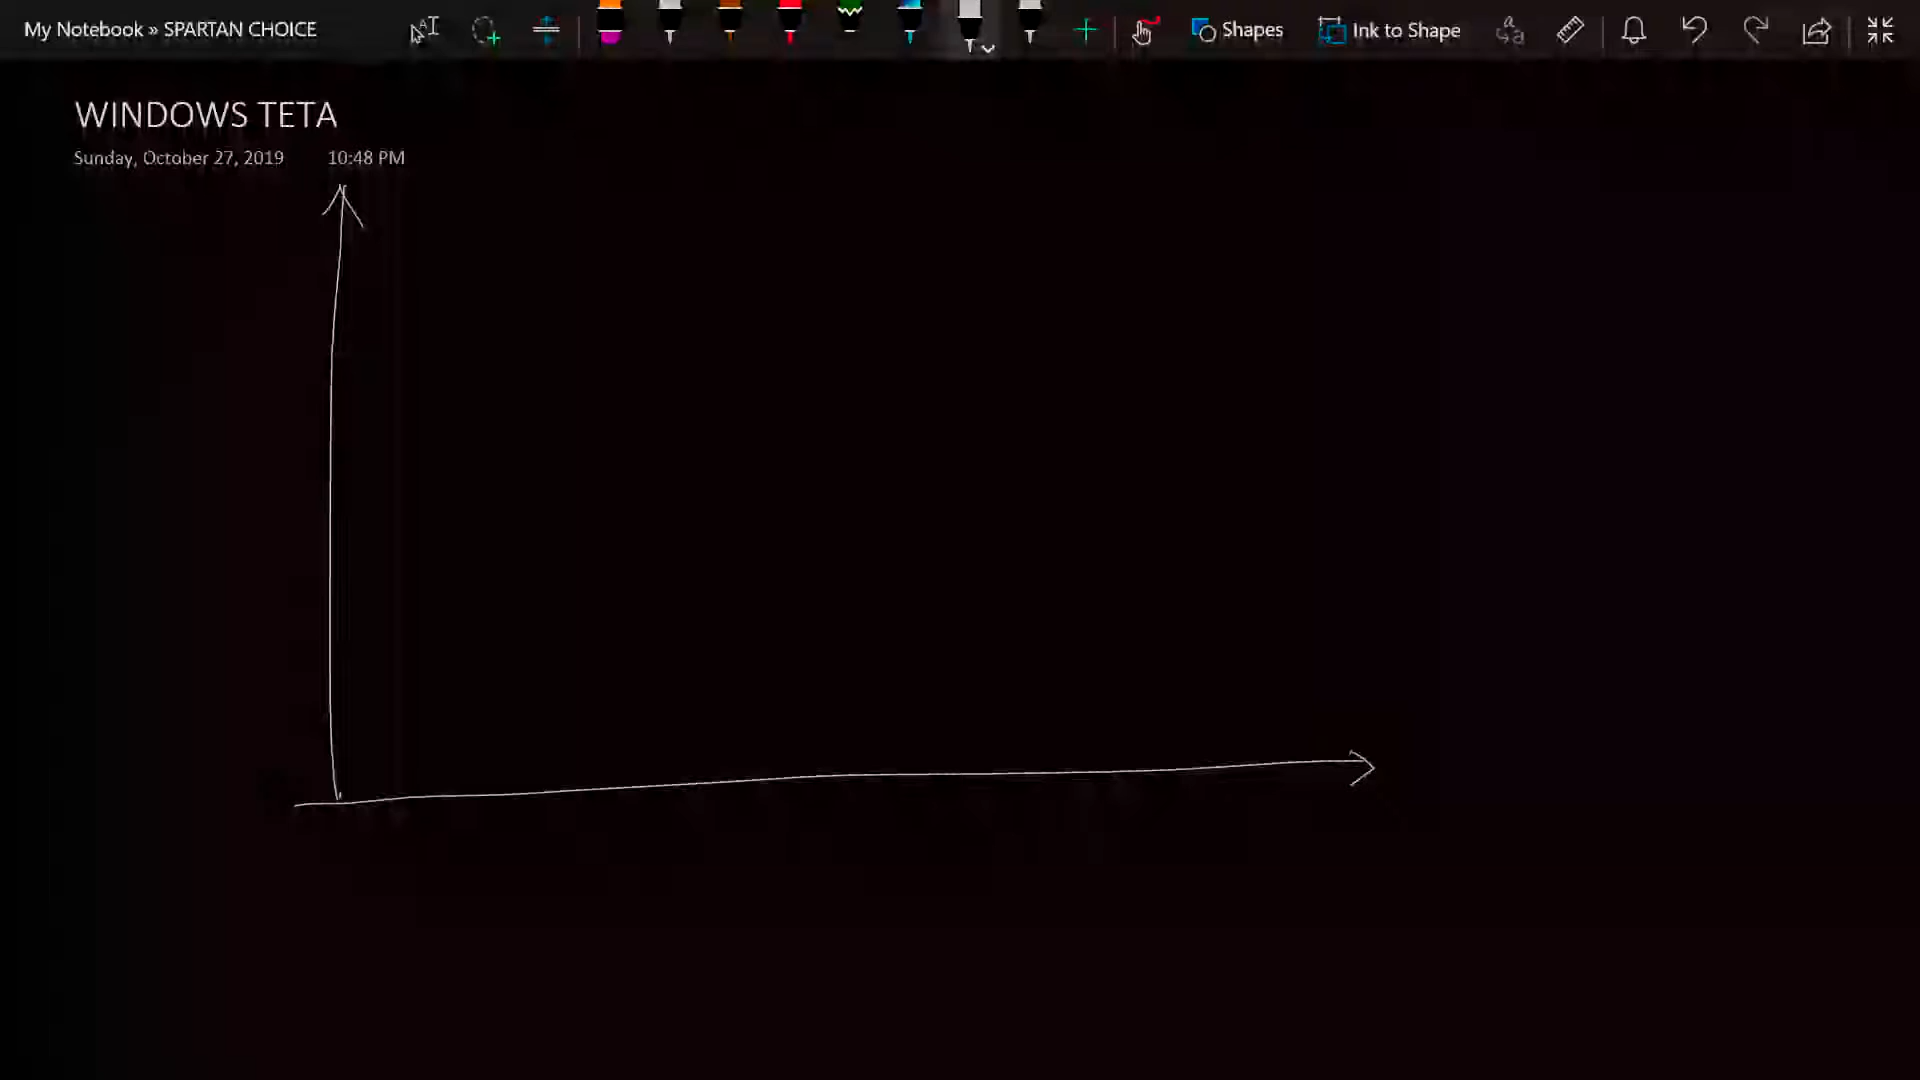 My Notebook » SPARTAN CHOICE
Shapes
Ink to Shape
WINDOWS TETA
Sunday, October 27, 2019 10:48 PM